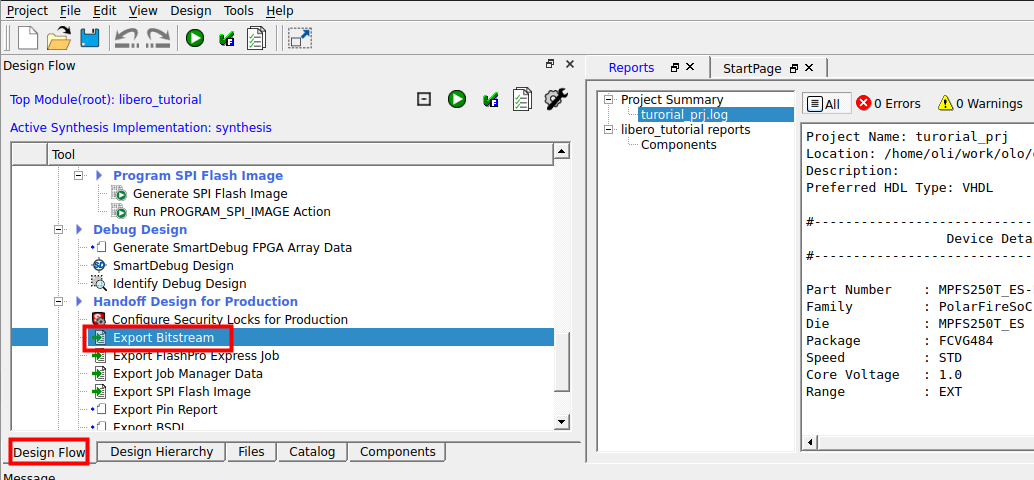 Project File Edit View Design Tools Help
Design Flow
Top Module(root): libero_tutorial
Active Synthesis Implementation: synthesis
Tool
Program SPI Flash Image
Generate SPI Flash Image
Run PROGRAM_SPI_IMAGE Action
Debug Design
Generate SmartDebug FPGA Array Data
SmartDebug Design
Identify Debug Design
Handoff Design for Production
Configure Security Locks for Production
Export Bitstream
Export FlashPro Express Job
Export Job Manager Data
Export SPI Flash Image
Export Pin Report
Export BSDL
Design Flow Design Hierarchy Files Catalog Components
Message
Reports StartPage
Project Summary
turorial_prj.log
libero_tutorial reports
Components
All 0 Errors 0 Warnings
Project Name: turorial_prj
Location: /home/oli/work/olo/
Description:
Preferred HDL Type: VHDL
#----------------------------
Device Deta
#----------------------------
Part Number : MPFS250T_ES-
Family : PolarFireSoC
Die : MPFS250T_ES
Package : FCVG484
Speed : STD
Core Voltage : 1.0
Range : EXT